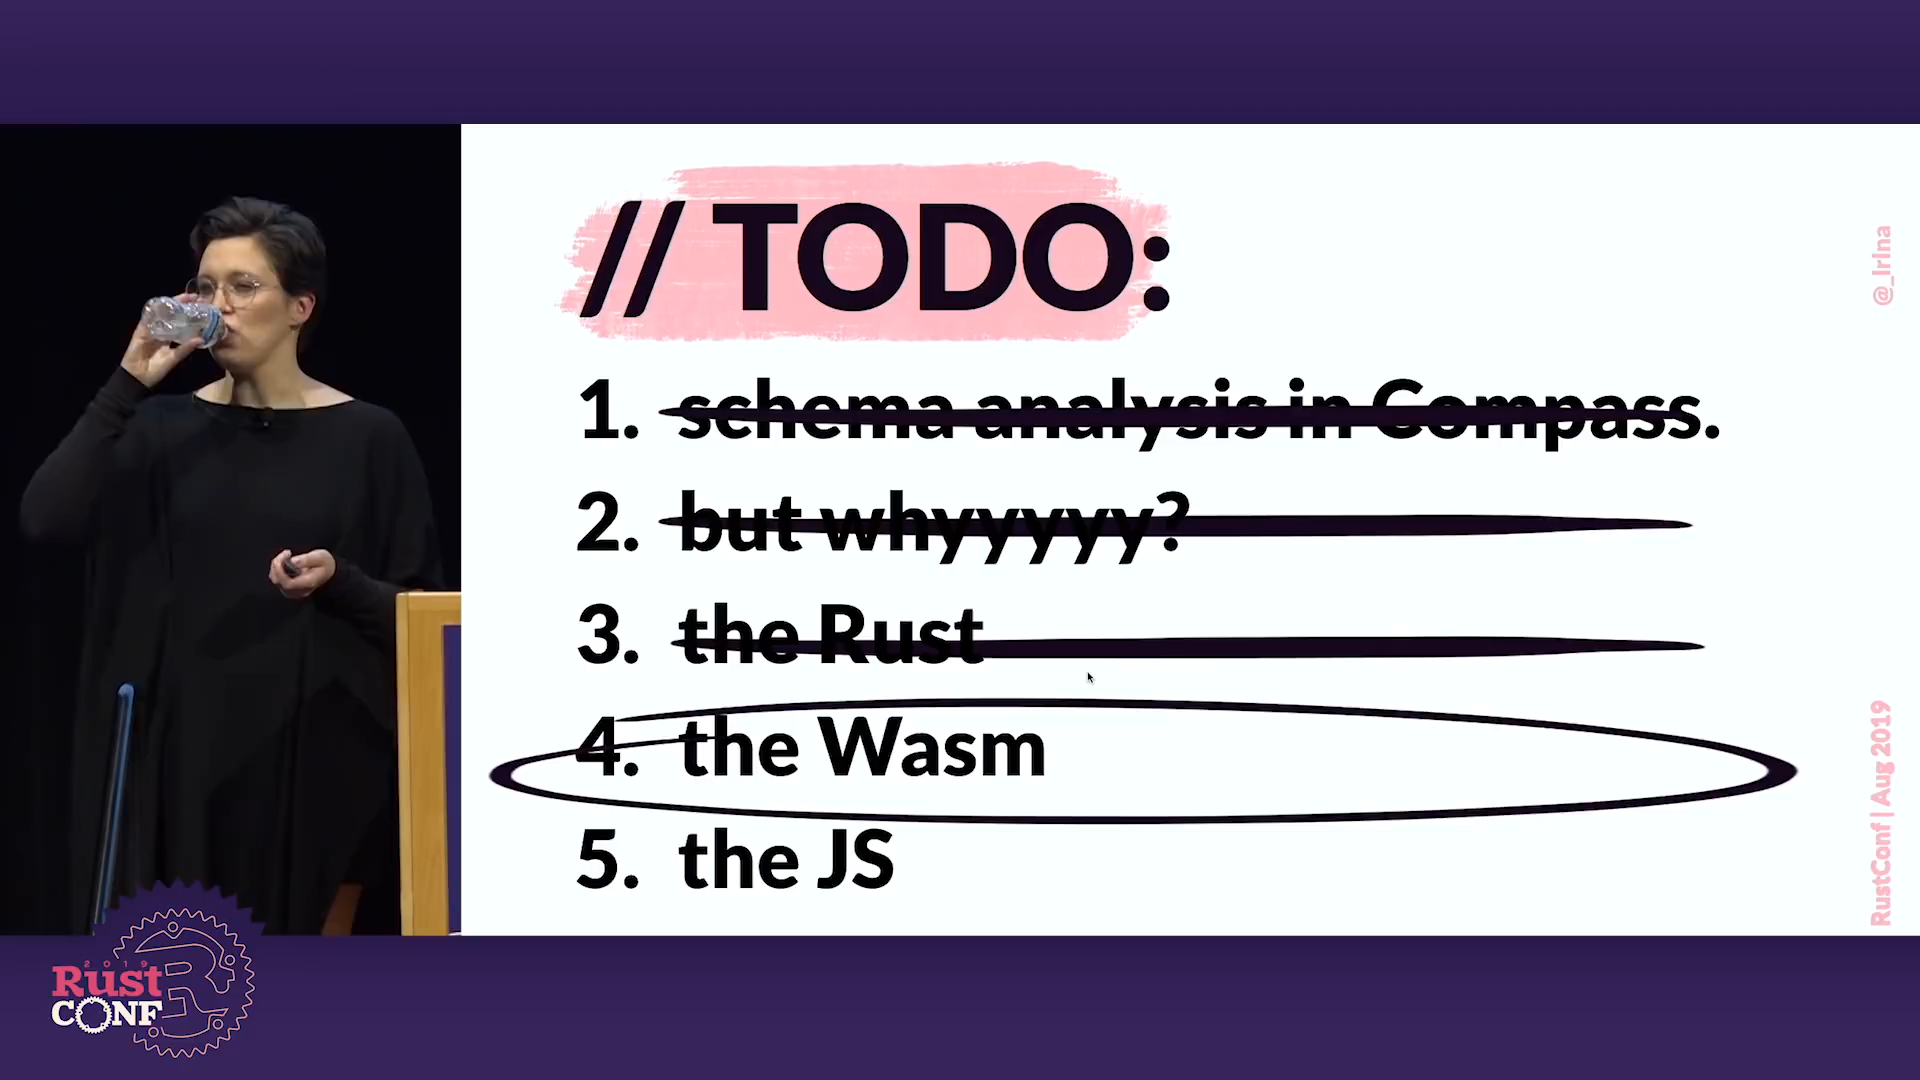 // TODO:
1. schema analysis in Compass.
2. but whyyyyy?
3. the Rust
4. the Wasm
5. the JS
@_lrlna
RustConf | Aug 2019
2019
Rust
CONF
R